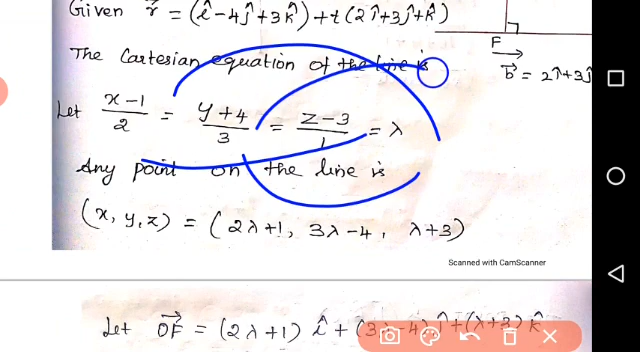 Given r⃗ = (î-4ĵ+3k̂)+t(2î+3ĵ+k̂)
The Cartesian equation of the line is
F
b⃗ = 2î+3ĵ
Let x-1/2 = y+4/3 = z-3/1 = λ
Any point on the line is
(x, y, z) = (2λ+1, 3λ-4, λ+3)
Scanned with CamScanner
Let OF⃗ = (2λ+1) î + (3λ-4) ĵ+(λ+3) k̂